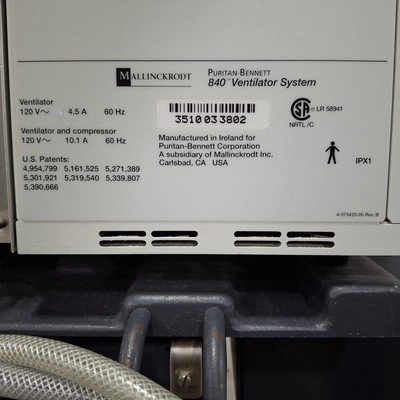 MALLINCKRODT
PURITAN-BENNETT
840™ Ventilator System
Ventilator
120 V~ 4.5 A 60 Hz
Ventilator and compressor
120 V~ 10.1 A 60 Hz
U.S. Patents:
4,954,799 5,161,525 5,271,389
5,301,921 5,319,540 5,339,807
5,390,666
3510033802
Manufactured in Ireland for
Puritan-Bennett Corporation
A subsidiary of Mallinckrodt Inc.
Carlsbad, CA USA
SA ® LR 58941
NRTL /C
IPX1
4-075423-00 Rev. B